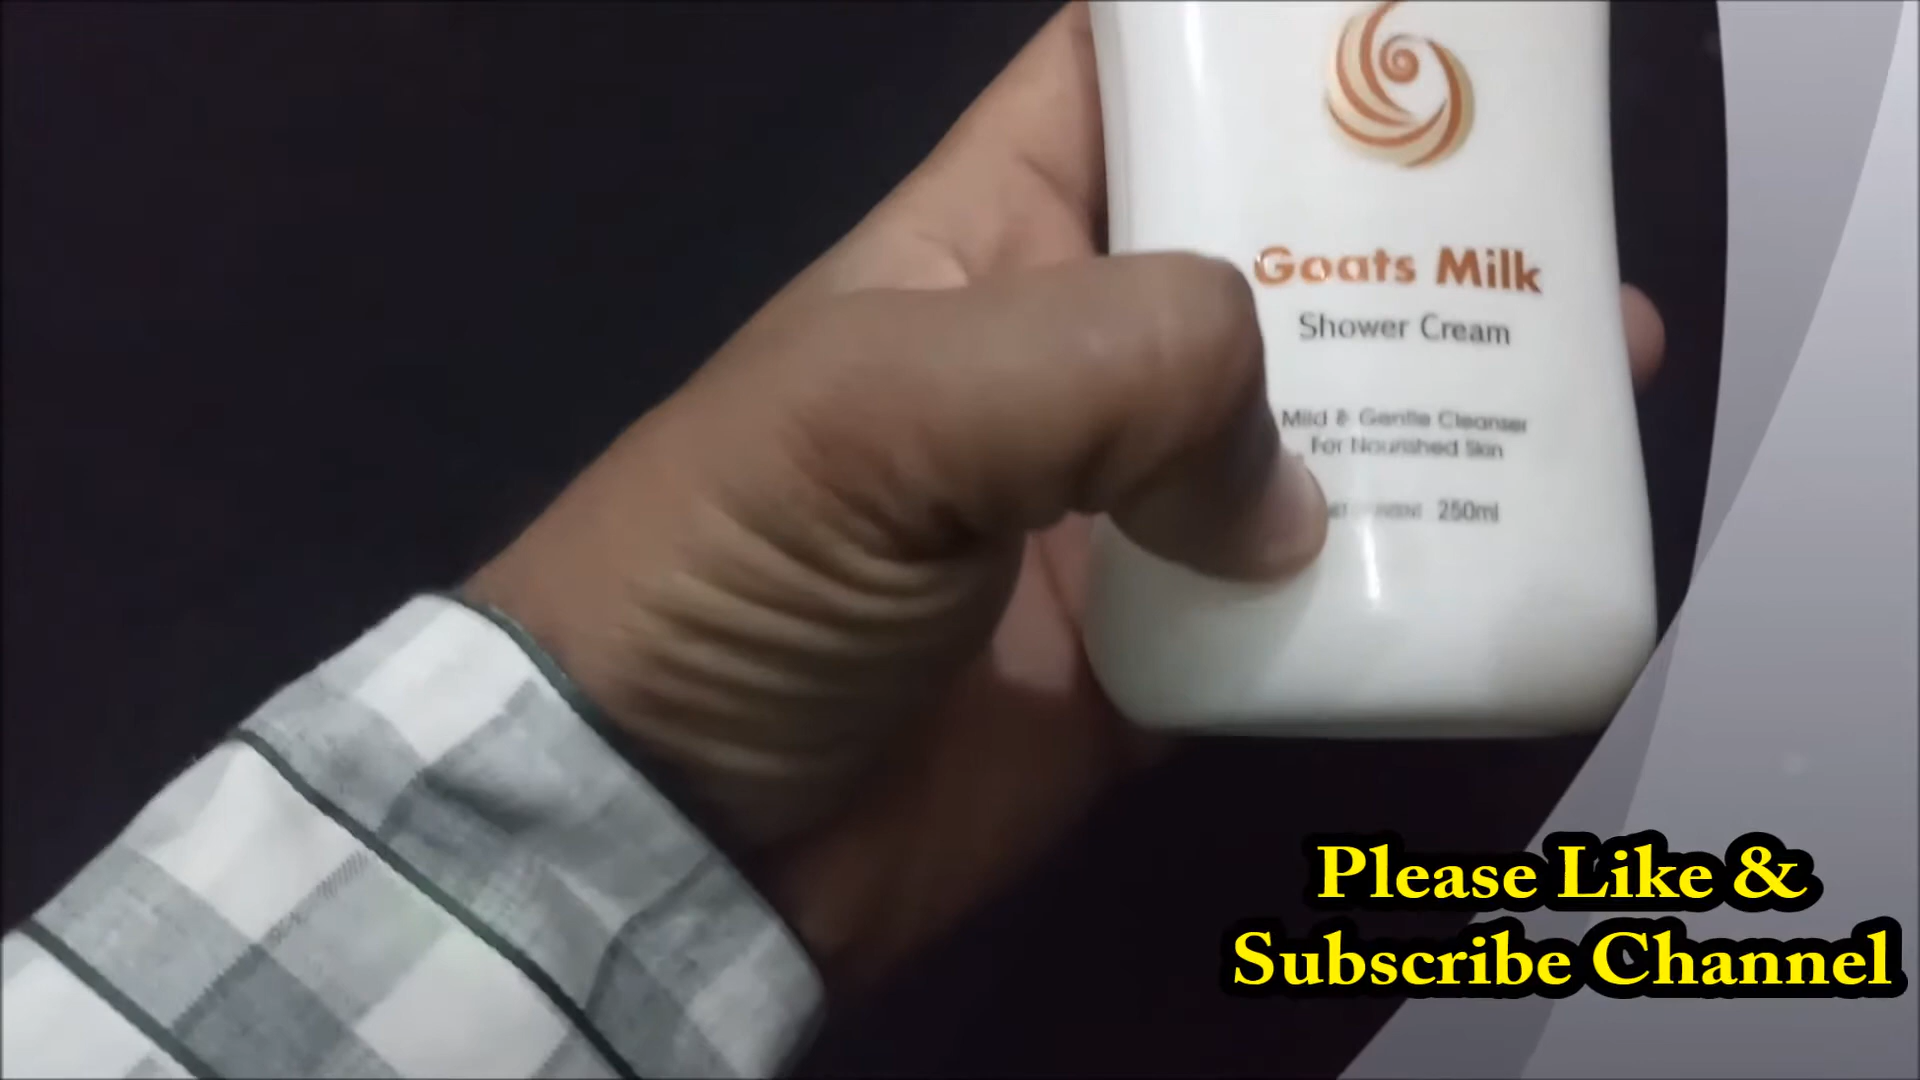 Goats Milk
Shower Cream
Mild & Gentle Cleanser
For Nourished Skin
250ml
Please Like &
Subscribe Channel